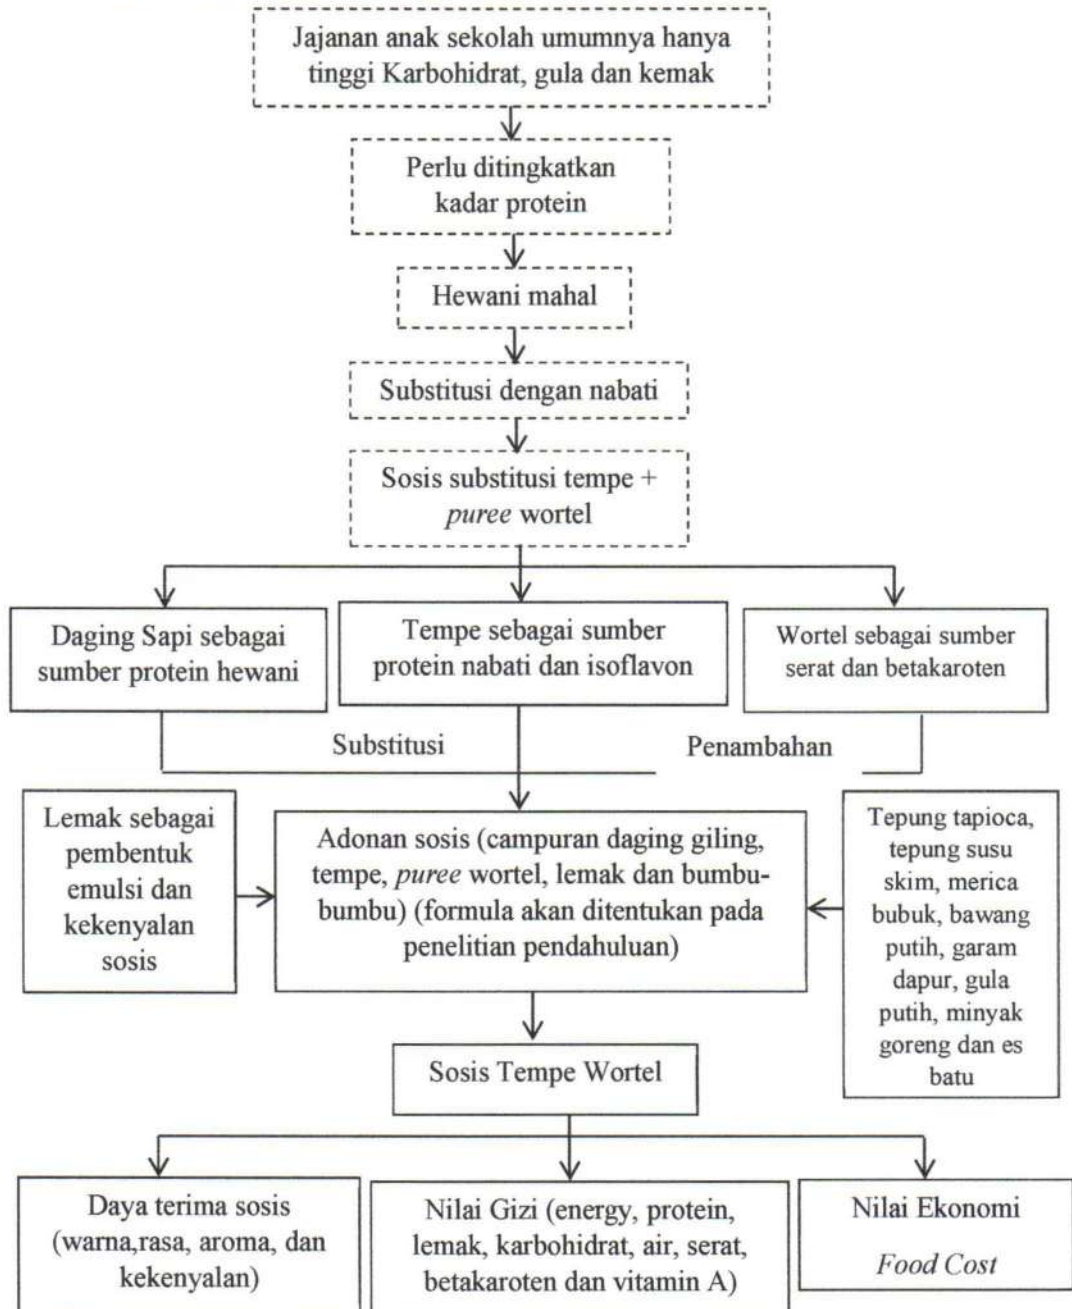 Jajanan anak sekolah umumnya hanya
tinggi Karbohidrat, gula dan kemak
Perlu ditingkatkan
kadar protein
Hewani mahal
Substitusi dengan nabati
Sosis substitusi tempe +
puree wortel
Daging Sapi sebagai
sumber protein hewani
Tempe sebagai sumber
protein nabati dan isoflavon
Wortel sebagai sumber
serat dan betakaroten
Substitusi
Penambahan
Lemak sebagai
pembentuk
emulsi dan
kekenyalan
sosis
Adonan sosis (campuran daging giling,
tempe, puree wortel, lemak dan bumbu-
bumbu) (formula akan ditentukan pada
penelitian pendahuluan)
Tepung tapioca,
tepung susu
skim, merica
bubuk, bawang
putih, garam
dapur, gula
putih, minyak
goreng dan es
batu
Sosis Tempe Wortel
Daya terima sosis
(warna,rasa, aroma, dan
kekenyalan)
Nilai Gizi (energy, protein,
lemak, karbohidrat, air, serat,
betakaroten dan vitamin A)
Nilai Ekonomi
Food Cost